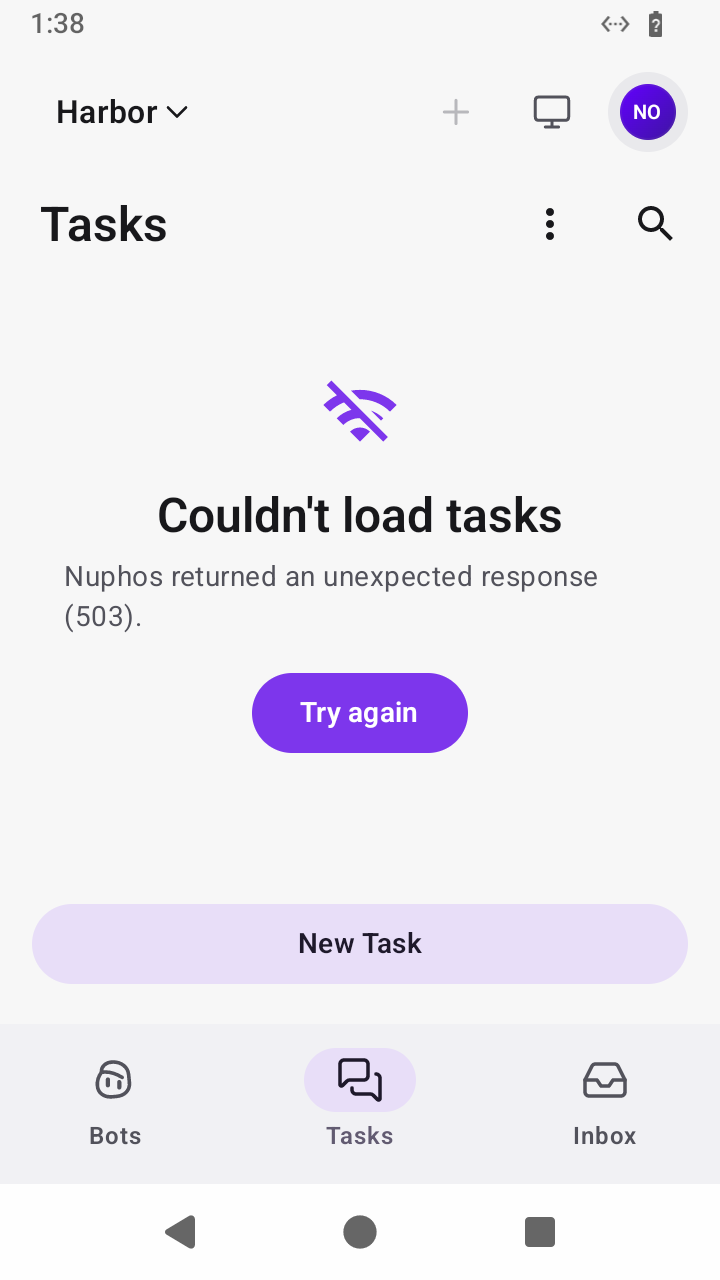 1:38
Harbor
NO
Tasks
Couldn't load tasks
Nuphos returned an unexpected response
(503).
Try again
New Task
Bots
Tasks
Inbox